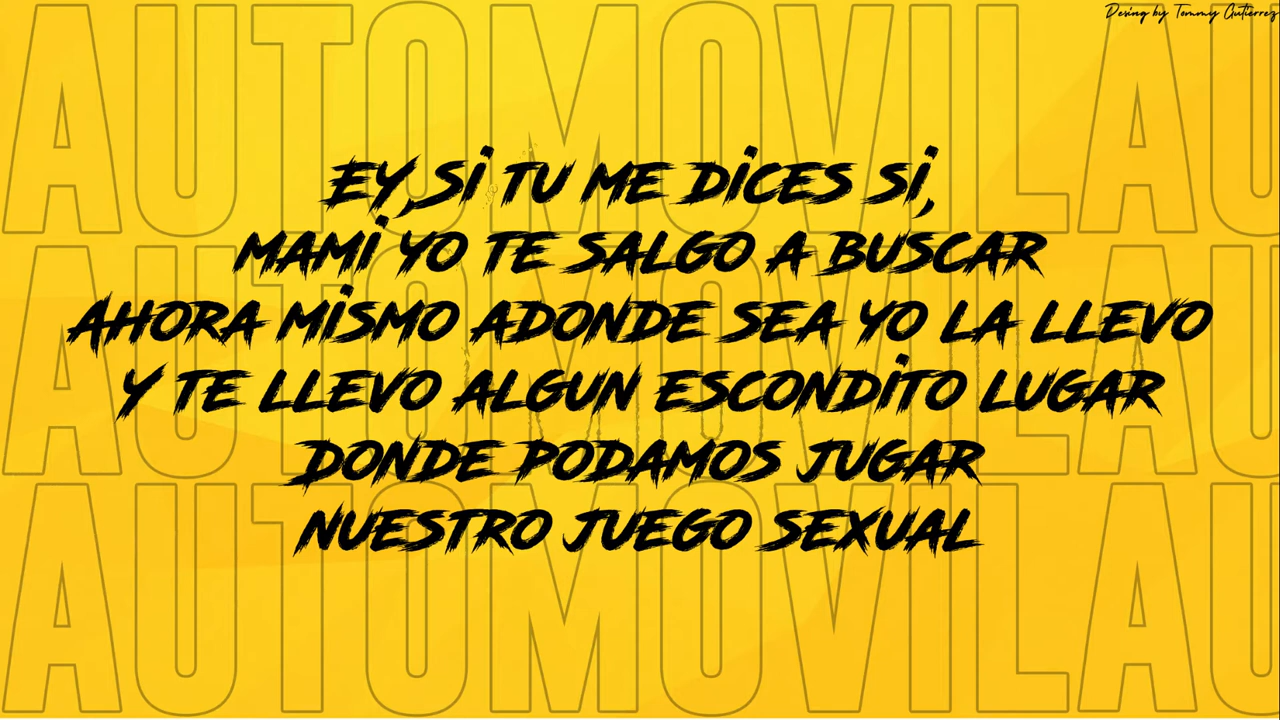 Desing by Tommy Gutierrez
AUTOMOVILAU
EY,Si TU ME DiCES Si,
MAMi YO TE SALGO A BUSCAR
AUTOMOVILAU
AHORA MiSMO ADONDE SEA YO LA LLEVO
Y TE LLEVO ALGUN ESCONDiTO LUGAR
DONDE PODAMOS JUGAR
AUTOMOVILAU
NUESTRO JUEGO SEXUAL